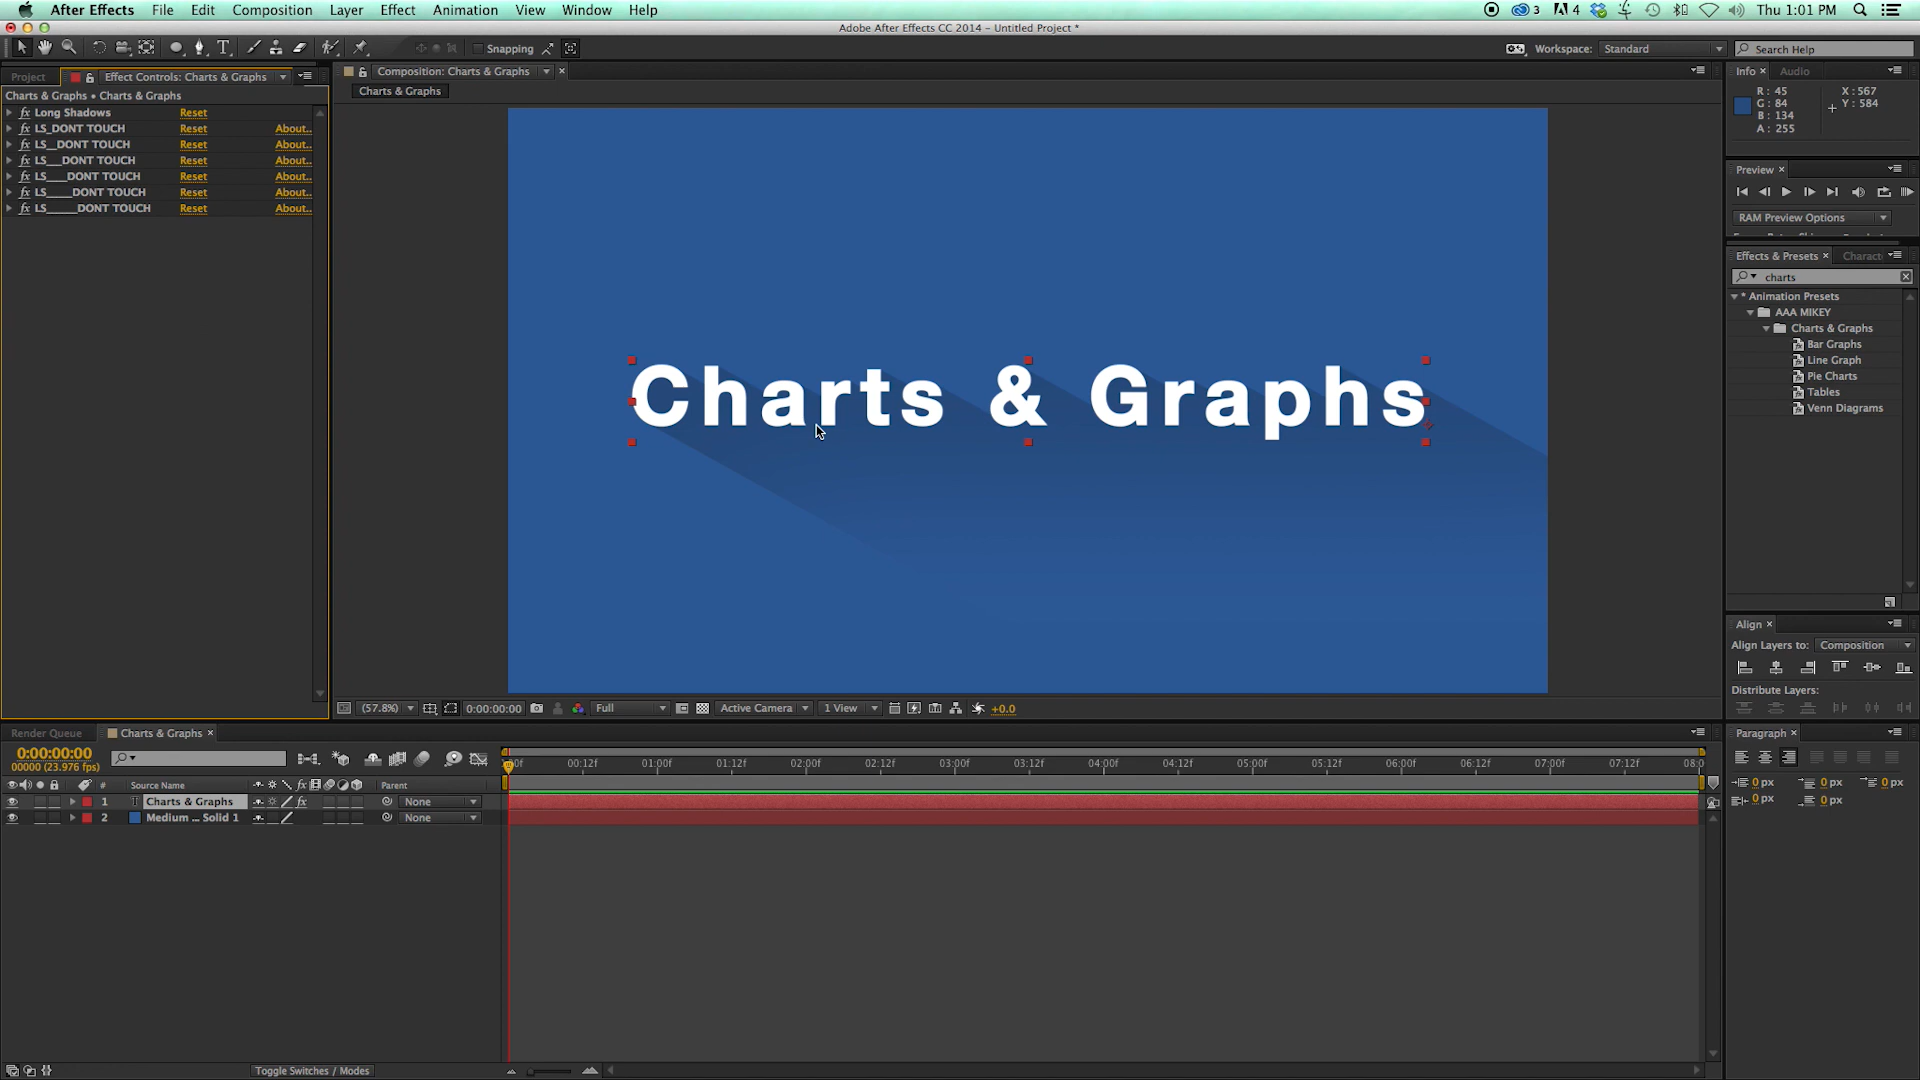 After Effects File Edit Composition Layer Effect Animation View Window Help 3 4 Thu 1:01 PM
Adobe After Effects CC 2014 - Untitled Project *
Snapping Workspace: Standard Search Help
Project Effect Controls: Charts & Graphs Composition: Charts & Graphs Info Audio
Charts & Graphs • Charts & Graphs
Charts & Graphs
Long Shadows Reset
LS_DONT TOUCH Reset About..
LS__DONT TOUCH Reset About..
LS___DONT TOUCH Reset About..
LS____DONT TOUCH Reset About..
LS_____DONT TOUCH Reset About..
LS______DONT TOUCH Reset About..
R : 45 X : 567
G : 84 Y : 584
B : 134
A : 255
Preview
RAM Preview Options
Effects & Presets
charts
* Animation Presets
AAA MIKEY
Charts & Graphs
Bar Graphs
Line Graph
Pie Charts
Tables
Venn Diagrams
Charts & Graphs
Align
Align Layers to: Composition
Distribute Layers:
(57.8%) 0:00:00:00 Full Active Camera 1 View +0.0
Render Queue Charts & Graphs
Paragraph
0:00:00:00
00000 (23.976 fps)
00:12f 01:00f 01:12f 02:00f 02:12f 03:00f 03:12f 04:00f 04:12f 05:00f 05:12f 06:00f 06:12f 07:00f 07:12f 08:0
# Source Name Parent
1 Charts & Graphs None
2 Medium ... Solid 1 None
0 px 0 px 0 px
0 px 0 px
Toggle Switches / Modes